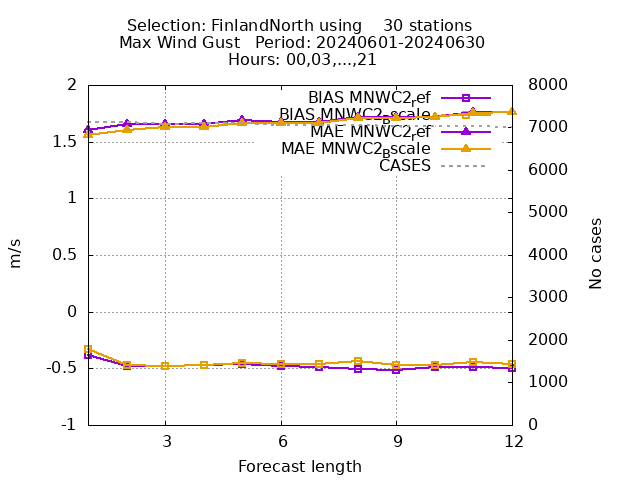 Selection: FinlandNorth using 30 stations
Max Wind Gust Period: 20240601-20240630
Hours: 00,03,...,21
BIAS MNWC2ref
BIAS MNWC2Bscale
MAE MNWC2ref
MAE MNWC2Bscale
CASES
2
1.5
1
0.5
0
-0.5
-1
m/s
8000
7000
6000
5000
4000
3000
2000
1000
0
No cases
3 6 9 12
Forecast length